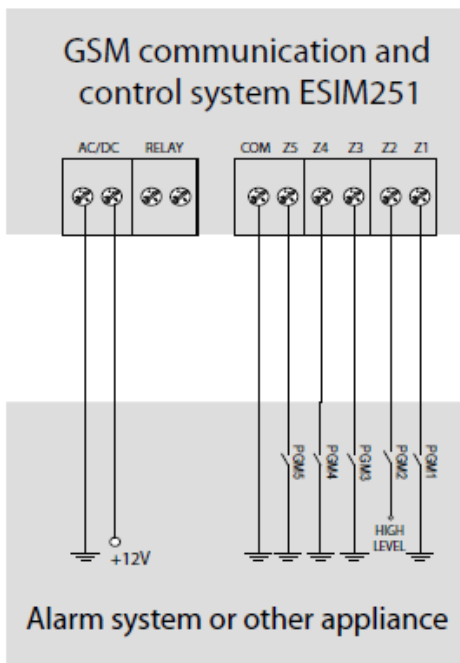 GSM communication and
control system ESIM251
AC/DC RELAY COM Z5 Z4 Z3 Z2 Z1
PGM5 PGM4 PGM3 PGM2 PGM1
HIGH
LEVEL
+12V
Alarm system or other appliance